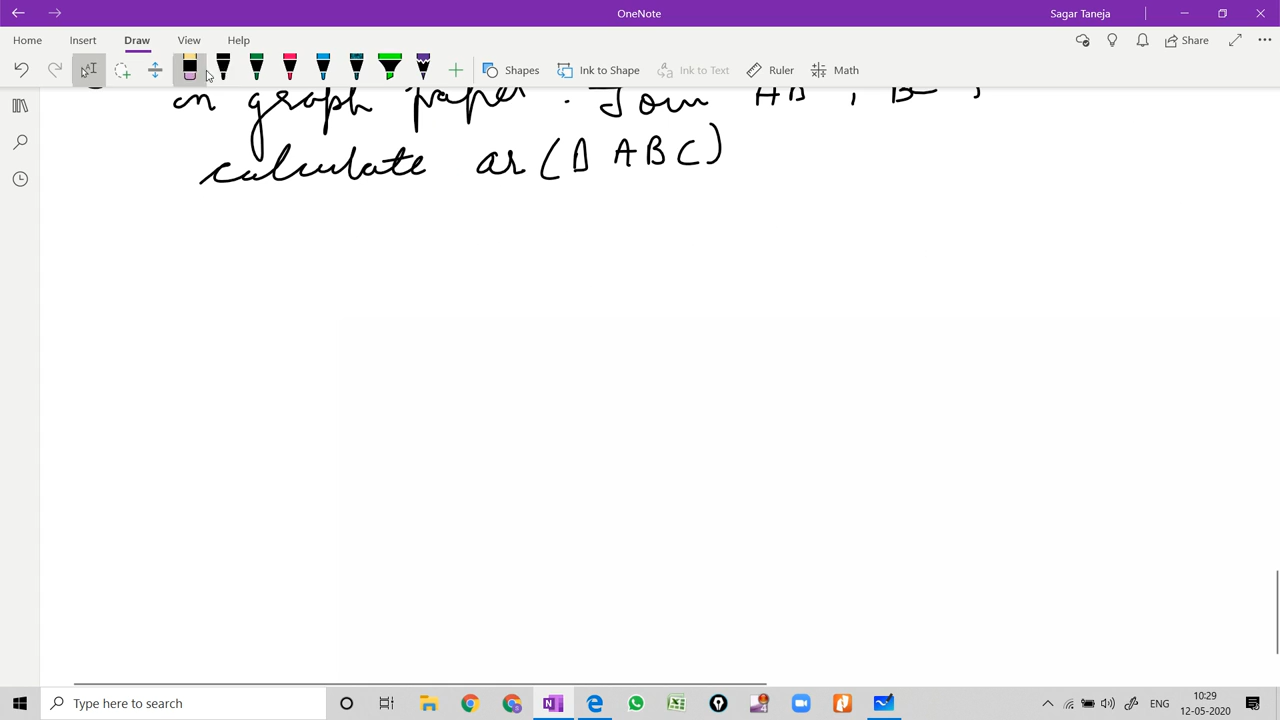 OneNote
Sagar Taneja
Home Insert Draw View Help
Share
Shapes Ink to Shape Ink to Text Ruler Math
on graph paper. Join AB, BC,
calculate ar(Δ ABC)
Type here to search
ENG
10:29
12-05-2020